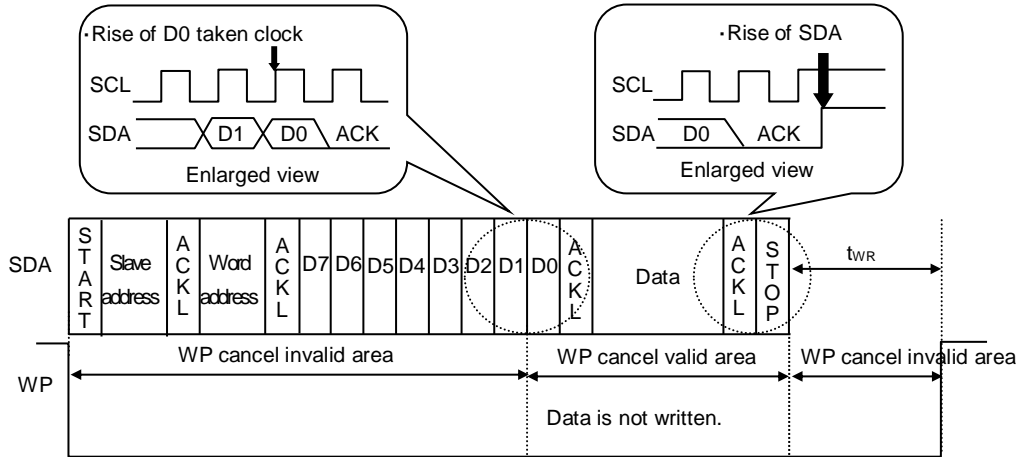 ・Rise of D0 taken clock
SCL
SDA D1 D0 ACK
Enlarged view
・Rise of SDA
SCL
SDA D0 ACK
Enlarged view
SDA
START
Slave
address
ACKL
Word
address
ACKL
D7 D6 D5 D4 D3 D2 D1 D0
ACKL
Data
ACKL
STOP
tWR
WP
WP cancel invalid area
WP cancel valid area
WP cancel invalid area
Data is not written.